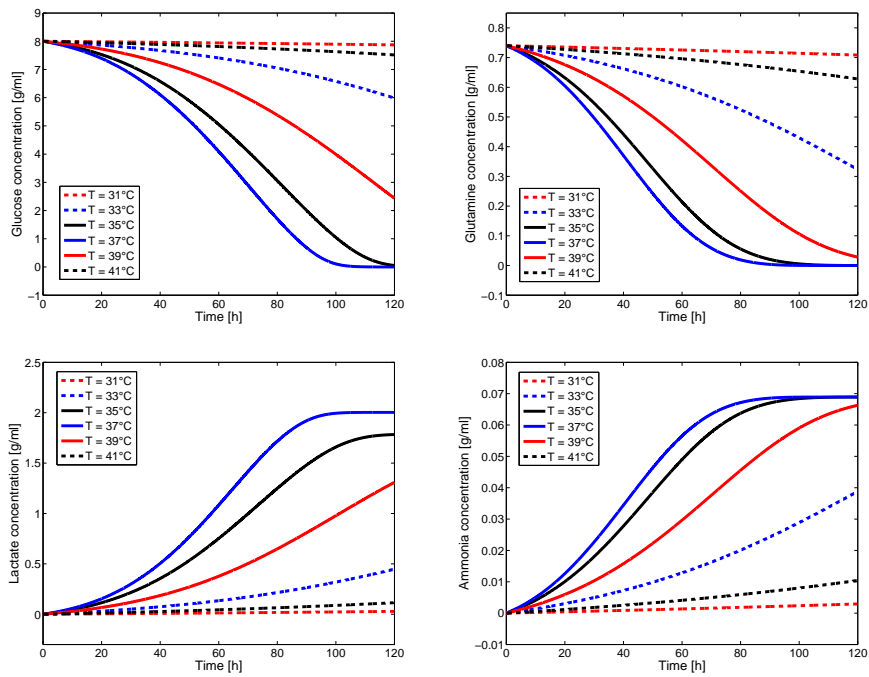 9
8
7
6
5
4
3
2
1
0
−1
Glucose concentration [g/ml]
T = 31°C
T = 33°C
T = 35°C
T = 37°C
T = 39°C
T = 41°C
0 20 40 60 80 100 120
Time [h]
0.8
0.7
0.6
0.5
0.4
0.3
0.2
0.1
0
−0.1
Glutamine concentration [g/ml]
T = 31°C
T = 33°C
T = 35°C
T = 37°C
T = 39°C
T = 41°C
0 20 40 60 80 100 120
Time [h]
2.5
2
1.5
1
0.5
0
Lactate concentration [g/ml]
T = 31°C
T = 33°C
T = 35°C
T = 37°C
T = 39°C
T = 41°C
0 20 40 60 80 100 120
Time [h]
0.08
0.07
0.06
0.05
0.04
0.03
0.02
0.01
0
−0.01
Ammonia concentration [g/ml]
T = 31°C
T = 33°C
T = 35°C
T = 37°C
T = 39°C
T = 41°C
0 20 40 60 80 100 120
Time [h]